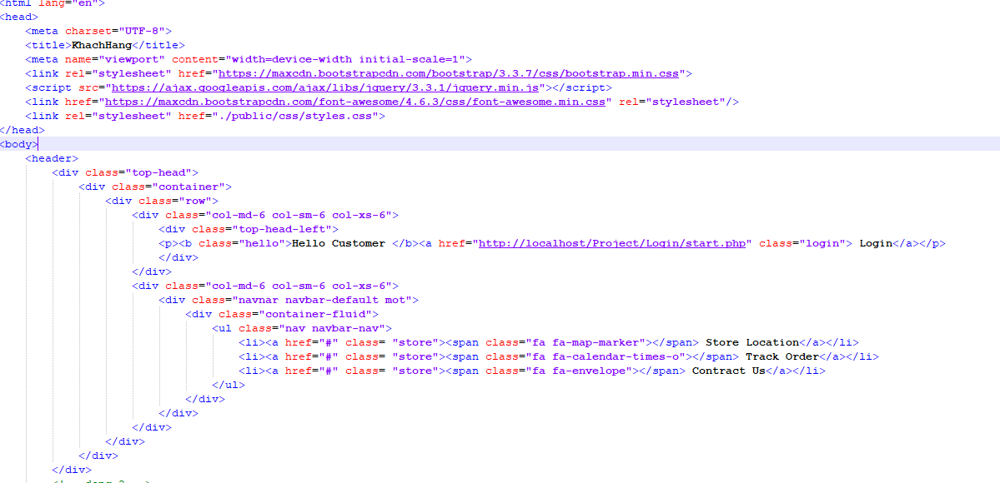 <html lang="en">
<head>
<meta charset="UTF-8">
<title>KhachHang</title>
<meta name="viewport" content="width=device-width initial-scale=1">
<link rel="stylesheet" href="https://maxcdn.bootstrapcdn.com/bootstrap/3.3.7/css/bootstrap.min.css">
<script src="https://ajax.googleapis.com/ajax/libs/jquery/3.3.1/jquery.min.js"></script>
<link href="https://maxcdn.bootstrapcdn.com/font-awesome/4.6.3/css/font-awesome.min.css" rel="stylesheet"/>
<link rel="stylesheet" href="./public/css/styles.css">
</head>
<body>
<header>
<div class="top-head">
<div class="container">
<div class="row">
<div class="col-md-6 col-sm-6 col-xs-6">
<div class="top-head-left">
<p><b class="hello">Hello Customer </b><a href="http://localhost/Project/Login/start.php" class="login"> Login</a></p>
</div>
</div>
<div class="col-md-6 col-sm-6 col-xs-6">
<div class="navnar navbar-default mot">
<div class="container-fluid">
<ul class="nav navbar-nav">
<li><a href="#" class= "store"><span class="fa fa-map-marker"></span> Store Location</a></li>
<li><a href="#" class= "store"><span class="fa fa-calendar-times-o"></span> Track Order</a></li>
<li><a href="#" class= "store"><span class="fa fa-envelope"></span> Contract Us</a></li>
</ul>
</div>
</div>
</div>
</div>
</div>
</div>